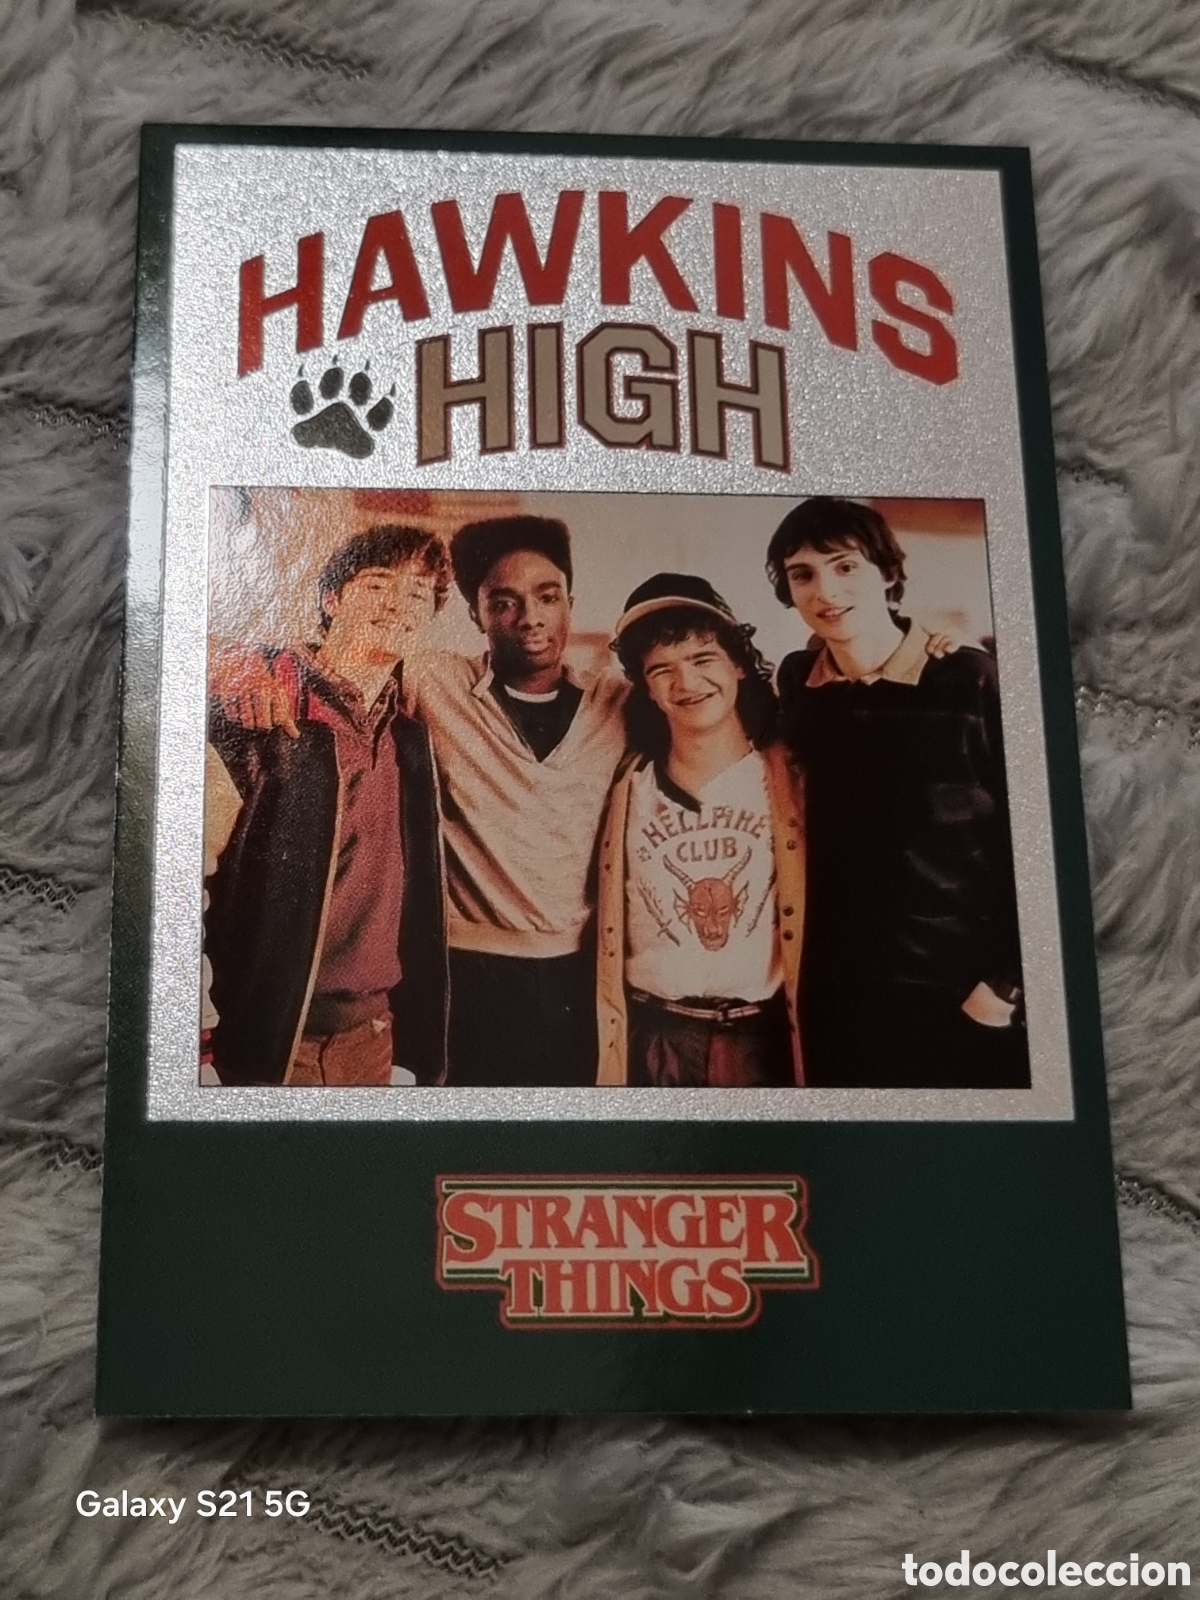 HAWKINS
HIGH
HELLFIRE
CLUB
STRANGER
THINGS
Galaxy S21 5G
todocoleccion